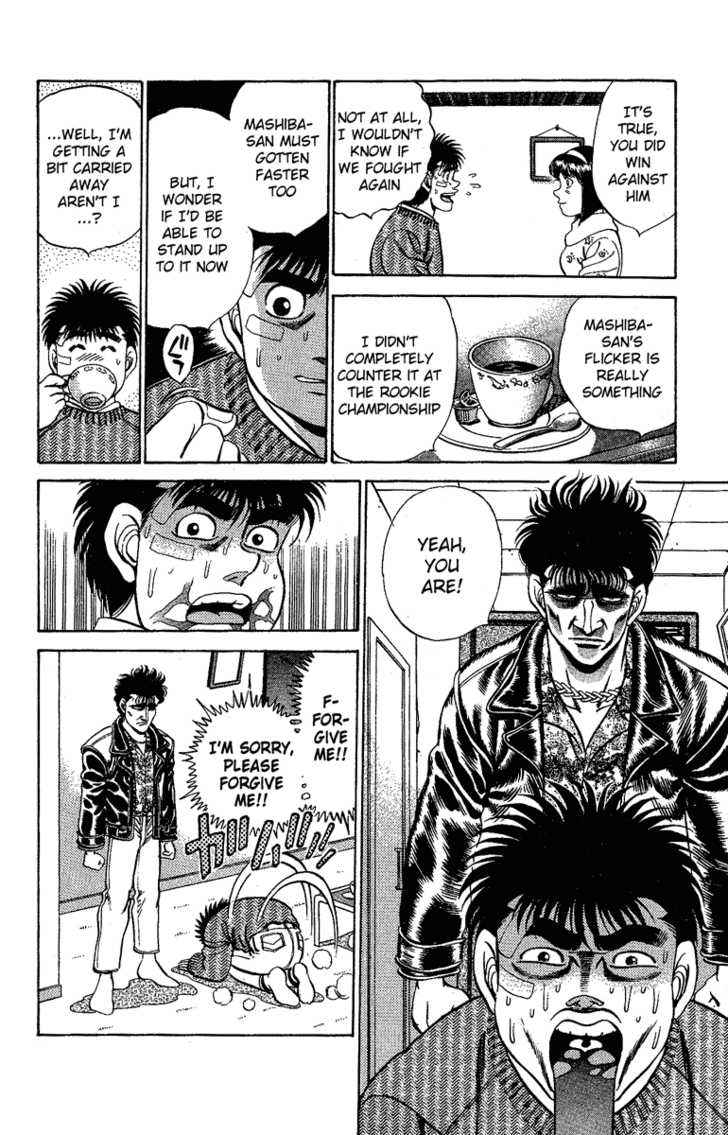 IT'S
TRUE,
YOU DID
WIN
AGAINST
HIM
NOT AT ALL,
I WOULDN'T
KNOW IF
WE FOUGHT
AGAIN
MASHIBA-
SAN'S
FLICKER IS
REALLY
SOMETHING
I DIDN'T
COMPLETELY
COUNTER IT AT
THE ROOKIE
CHAMPIONSHIP
MASHIBA-
SAN MUST
GOTTEN
FASTER
TOO
BUT, I
WONDER
IF I'D BE
ABLE TO
STAND UP
TO IT NOW
...WELL, I'M
GETTING A
BIT CARRIED
AWAY
AREN'T I
...?
YEAH,
YOU
ARE!
F-
FOR-
GIVE
ME!!
I'M SORRY,
PLEASE
FORGIVE
ME!!